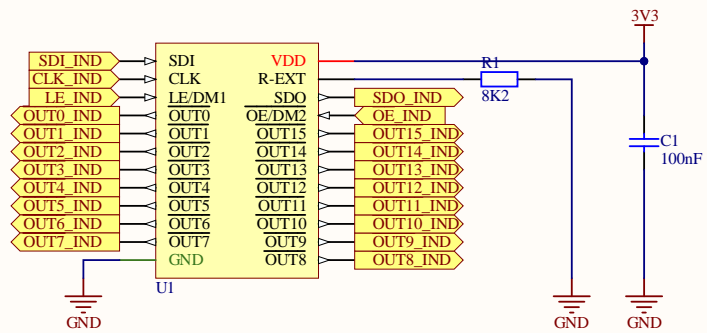 3V3
SDI_IND SDI VDD R1
CLK_IND CLK R-EXT 8K2
LE_IND LE/DM1 SDO SDO_IND
OUT0_IND OUT0 OE/DM2 OE_IND
OUT1_IND OUT1 OUT15 OUT15_IND
OUT2_IND OUT2 OUT14 OUT14_IND C1
OUT3_IND OUT3 OUT13 OUT13_IND 100nF
OUT4_IND OUT4 OUT12 OUT12_IND
OUT5_IND OUT5 OUT11 OUT11_IND
OUT6_IND OUT6 OUT10 OUT10_IND
OUT7_IND OUT7 OUT9 OUT9_IND
GND OUT8 OUT8_IND
U1
GND GND GND